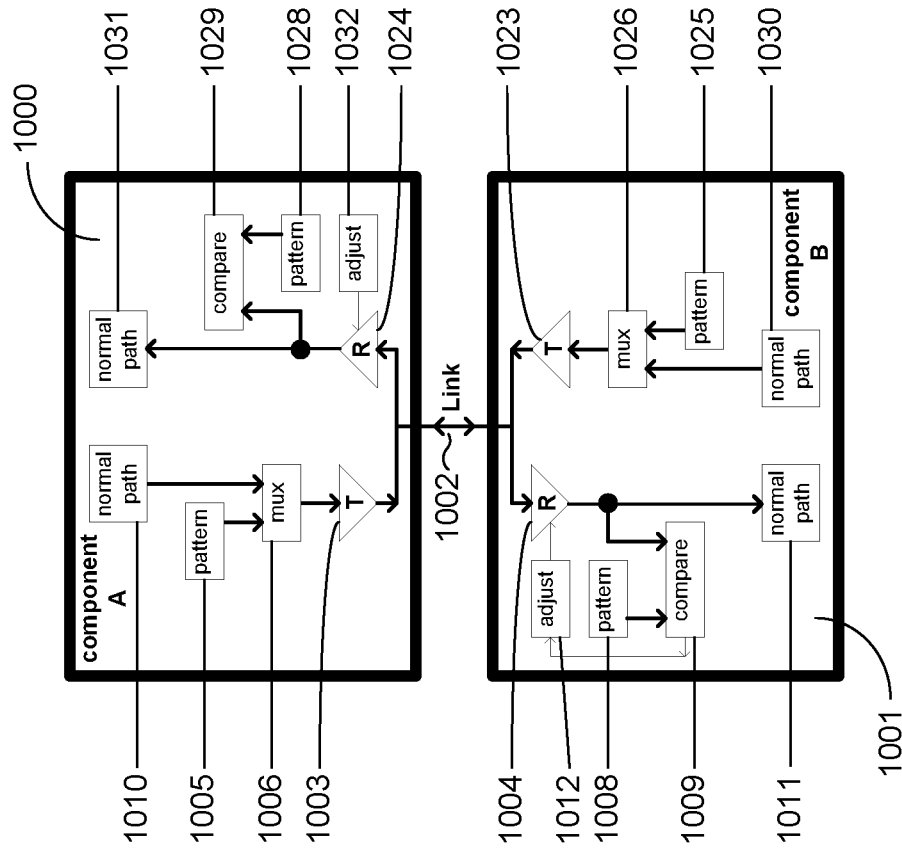 1031
1029
1028
1032
1024
1000
normal
path
compare
pattern
adjust
R
component
A
normal
path
pattern
mux
T
1010
1005
1006
1003
1002
Link
1023
1026
1025
1030
T
mux
pattern
normal
path
component
B
R
adjust
pattern
compare
normal
path
1004
1012
1008
1009
1011
1001